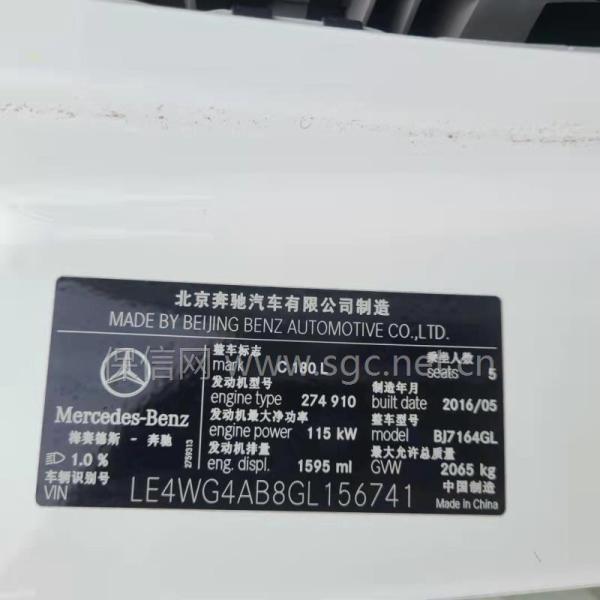 北京奔驰汽车有限公司制造
MADE BY BEIJING BENZ AUTOMOTIVE CO.,LTD.
整车标志
mark C 180 L
乘坐人数
seats 5
发动机型号
engine type 274 910
制造年月
built date 2016/05
发动机最大净功率
engine power 115 kW
整车型号
model BJ7164GL
发动机排量
eng. displ. 1595 ml
最大允许总质量
GVW 2065 kg
Mercedes-Benz
梅赛德斯 - 奔驰
1.0 %
2759313
车辆识别号
VIN LE4WG4AB8GL156741
中国制造
Made in China
保信网 www.sgc.net.cn